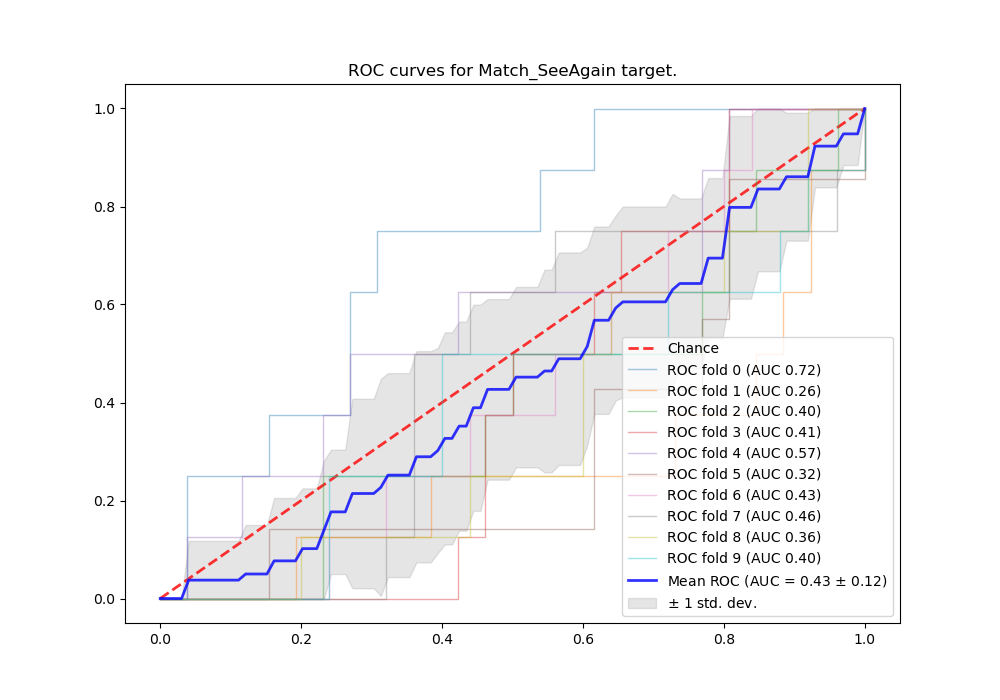 ROC curves for Match_SeeAgain target.
1.0
0.8
0.6
0.4
0.2
0.0
Chance
ROC fold 0 (AUC 0.72)
ROC fold 1 (AUC 0.26)
ROC fold 2 (AUC 0.40)
ROC fold 3 (AUC 0.41)
ROC fold 4 (AUC 0.57)
ROC fold 5 (AUC 0.32)
ROC fold 6 (AUC 0.43)
ROC fold 7 (AUC 0.46)
ROC fold 8 (AUC 0.36)
ROC fold 9 (AUC 0.40)
Mean ROC (AUC = 0.43 ± 0.12)
± 1 std. dev.
0.0 0.2 0.4 0.6 0.8 1.0